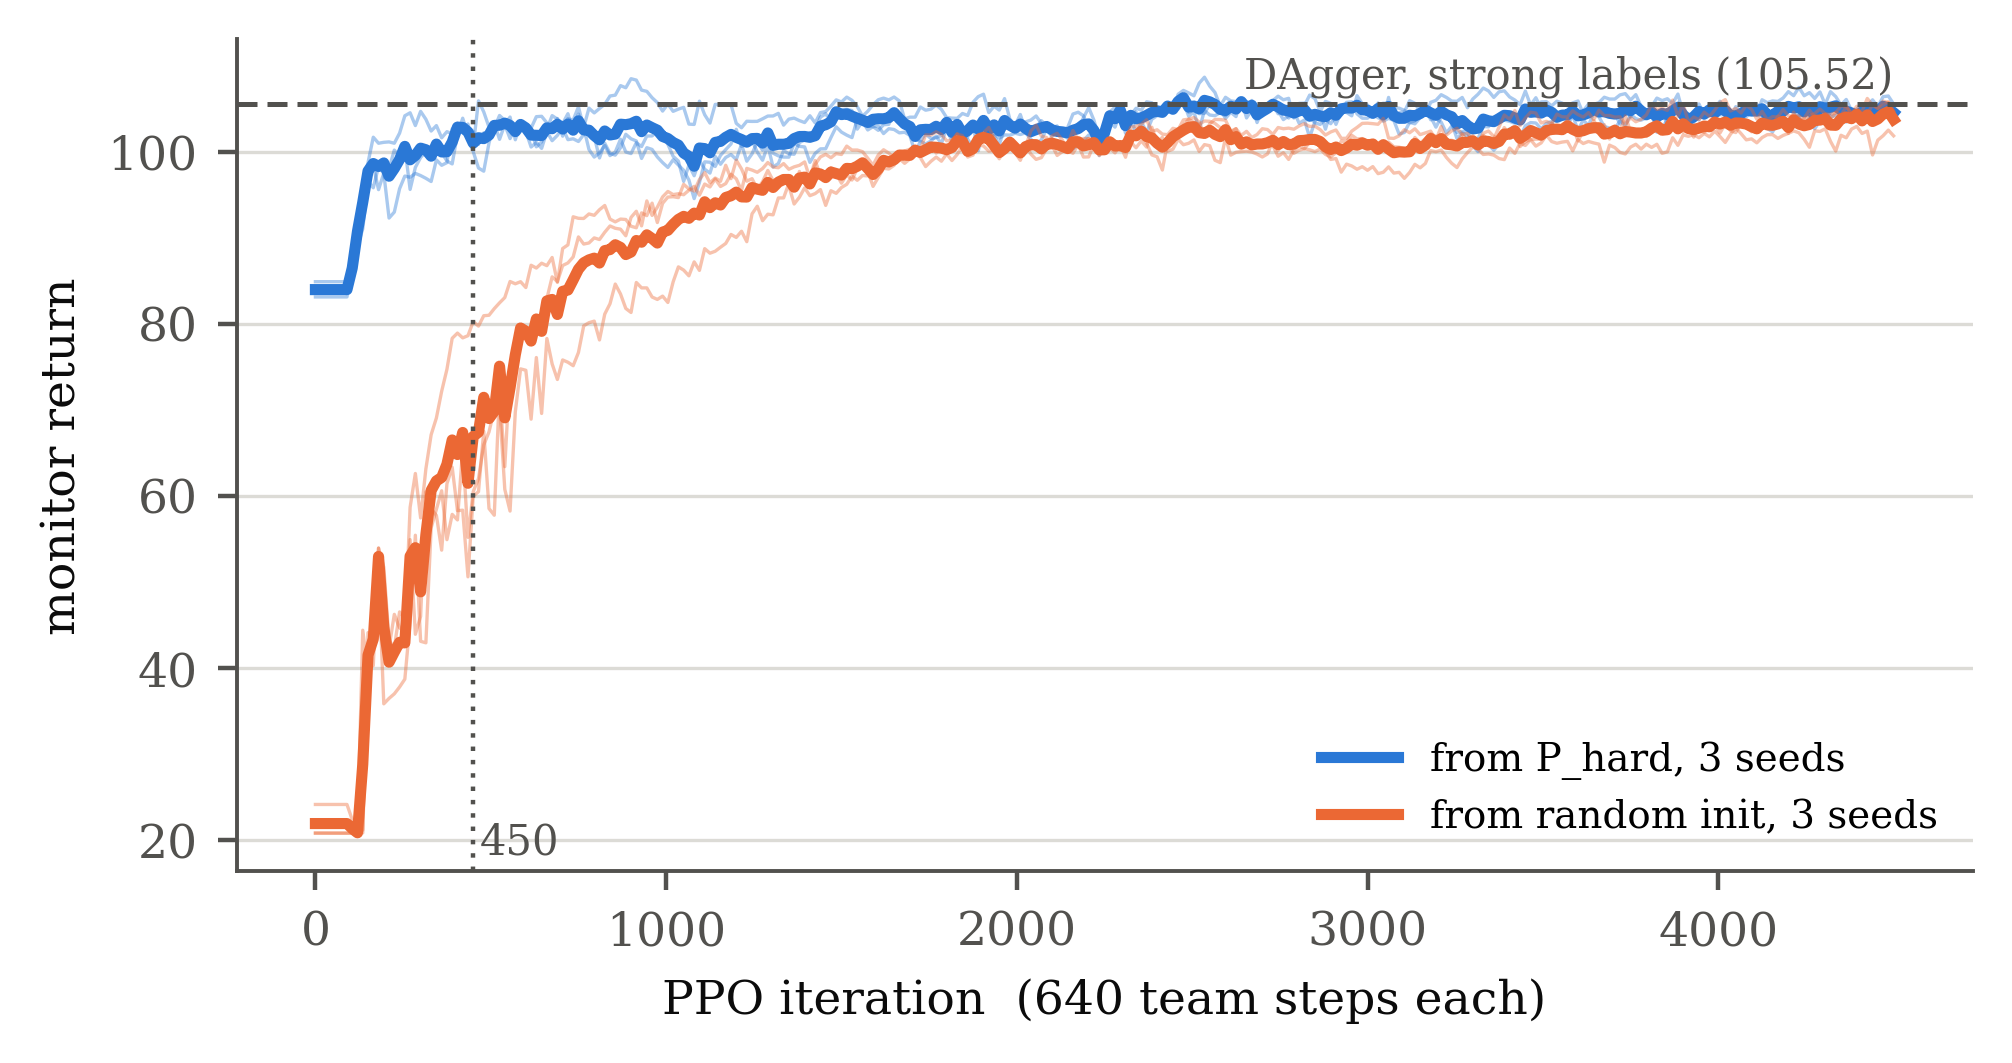 DAgger, strong labels (105.52)
monitor return
100
80
60
40
20
450
from P_hard, 3 seeds
from random init, 3 seeds
0 1000 2000 3000 4000
PPO iteration  (640 team steps each)